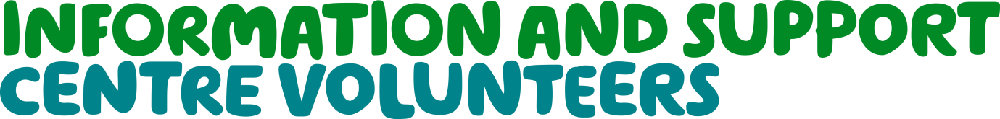 INFORMATION AND SUPPORT
CENTRE VOLUNTEERS